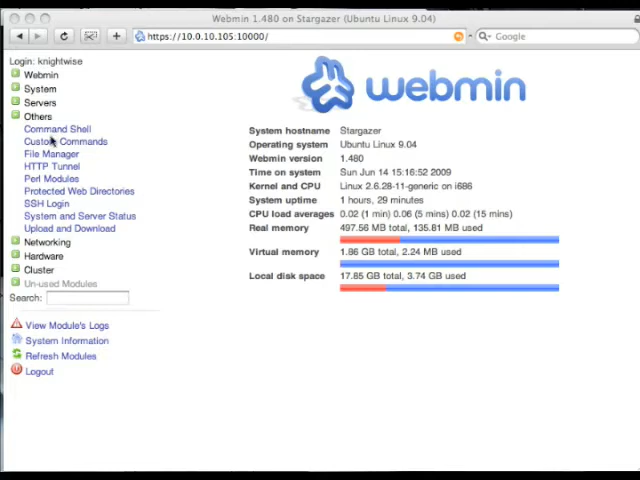 Webmin 1.480 on Stargazer (Ubuntu Linux 9.04)
https://10.0.10.105:10000/
Google
Login: knightwise
Webmin
System
Servers
Others
Command Shell
Custom Commands
File Manager
HTTP Tunnel
Perl Modules
Protected Web Directories
SSH Login
System and Server Status
Upload and Download
Networking
Hardware
Cluster
Un-used Modules
Search:
View Module's Logs
System Information
Refresh Modules
Logout
webmin
System hostname Stargazer
Operating system Ubuntu Linux 9.04
Webmin version 1.480
Time on system Sun Jun 14 15:16:52 2009
Kernel and CPU Linux 2.6.28-11-generic on i686
System uptime 1 hours, 29 minutes
CPU load averages 0.02 (1 min) 0.06 (5 mins) 0.02 (15 mins)
Real memory 497.56 MB total, 135.81 MB used
Virtual memory 1.86 GB total, 2.24 MB used
Local disk space 17.85 GB total, 3.74 GB used